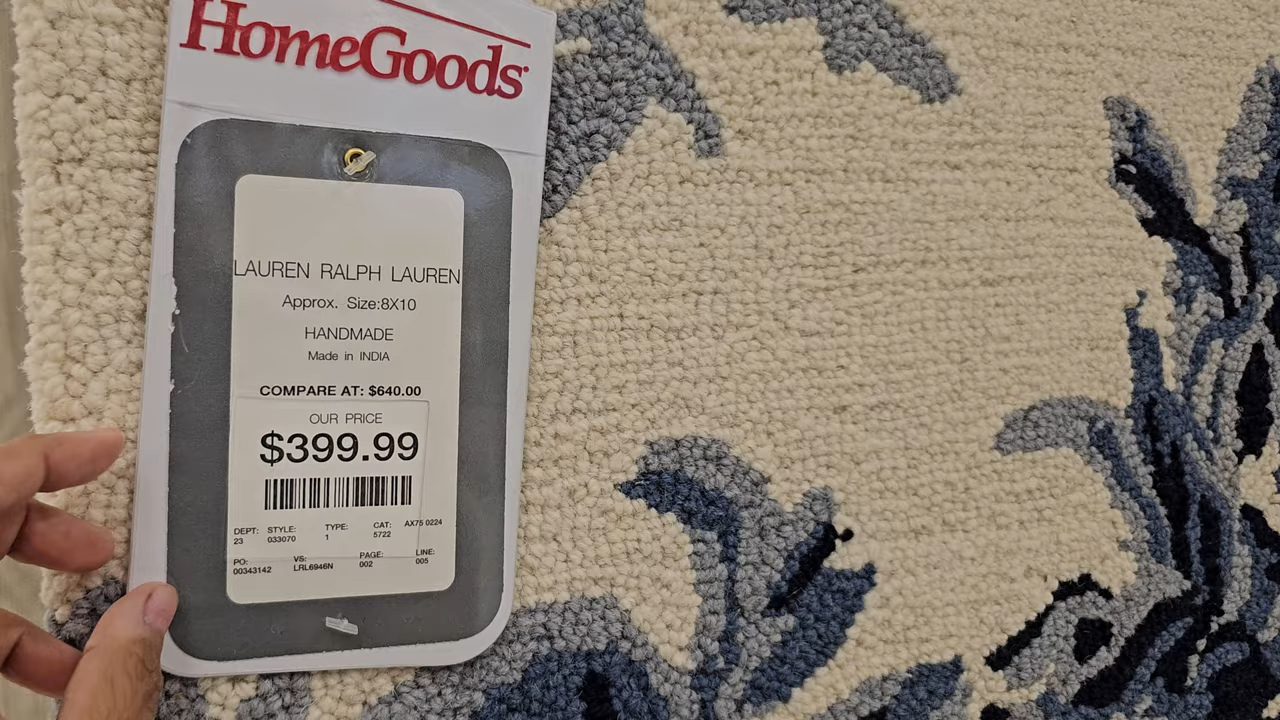 HomeGoods
LAUREN RALPH LAUREN
Approx. Size:8X10
HANDMADE
Made in INDIA
COMPARE AT: $640.00
OUR PRICE
$399.99
DEPT: STYLE: TYPE: CAT: AX75 0224
23 033070 1 5722
PO: VS: PAGE: LINE:
00343142 LRL6946N 002 005